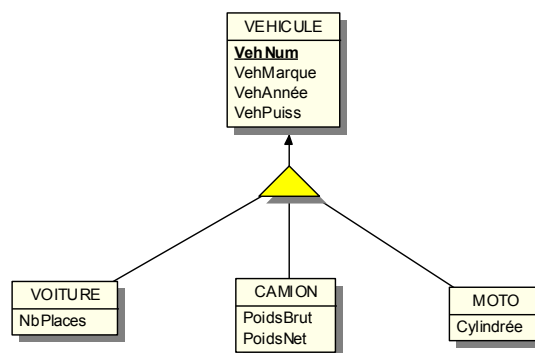 VEHICULE
VehNum
VehMarque
VehAnnée
VehPuiss
VOITURE
NbPlaces
CAMION
PoidsBrut
PoidsNet
MOTO
Cylindrée